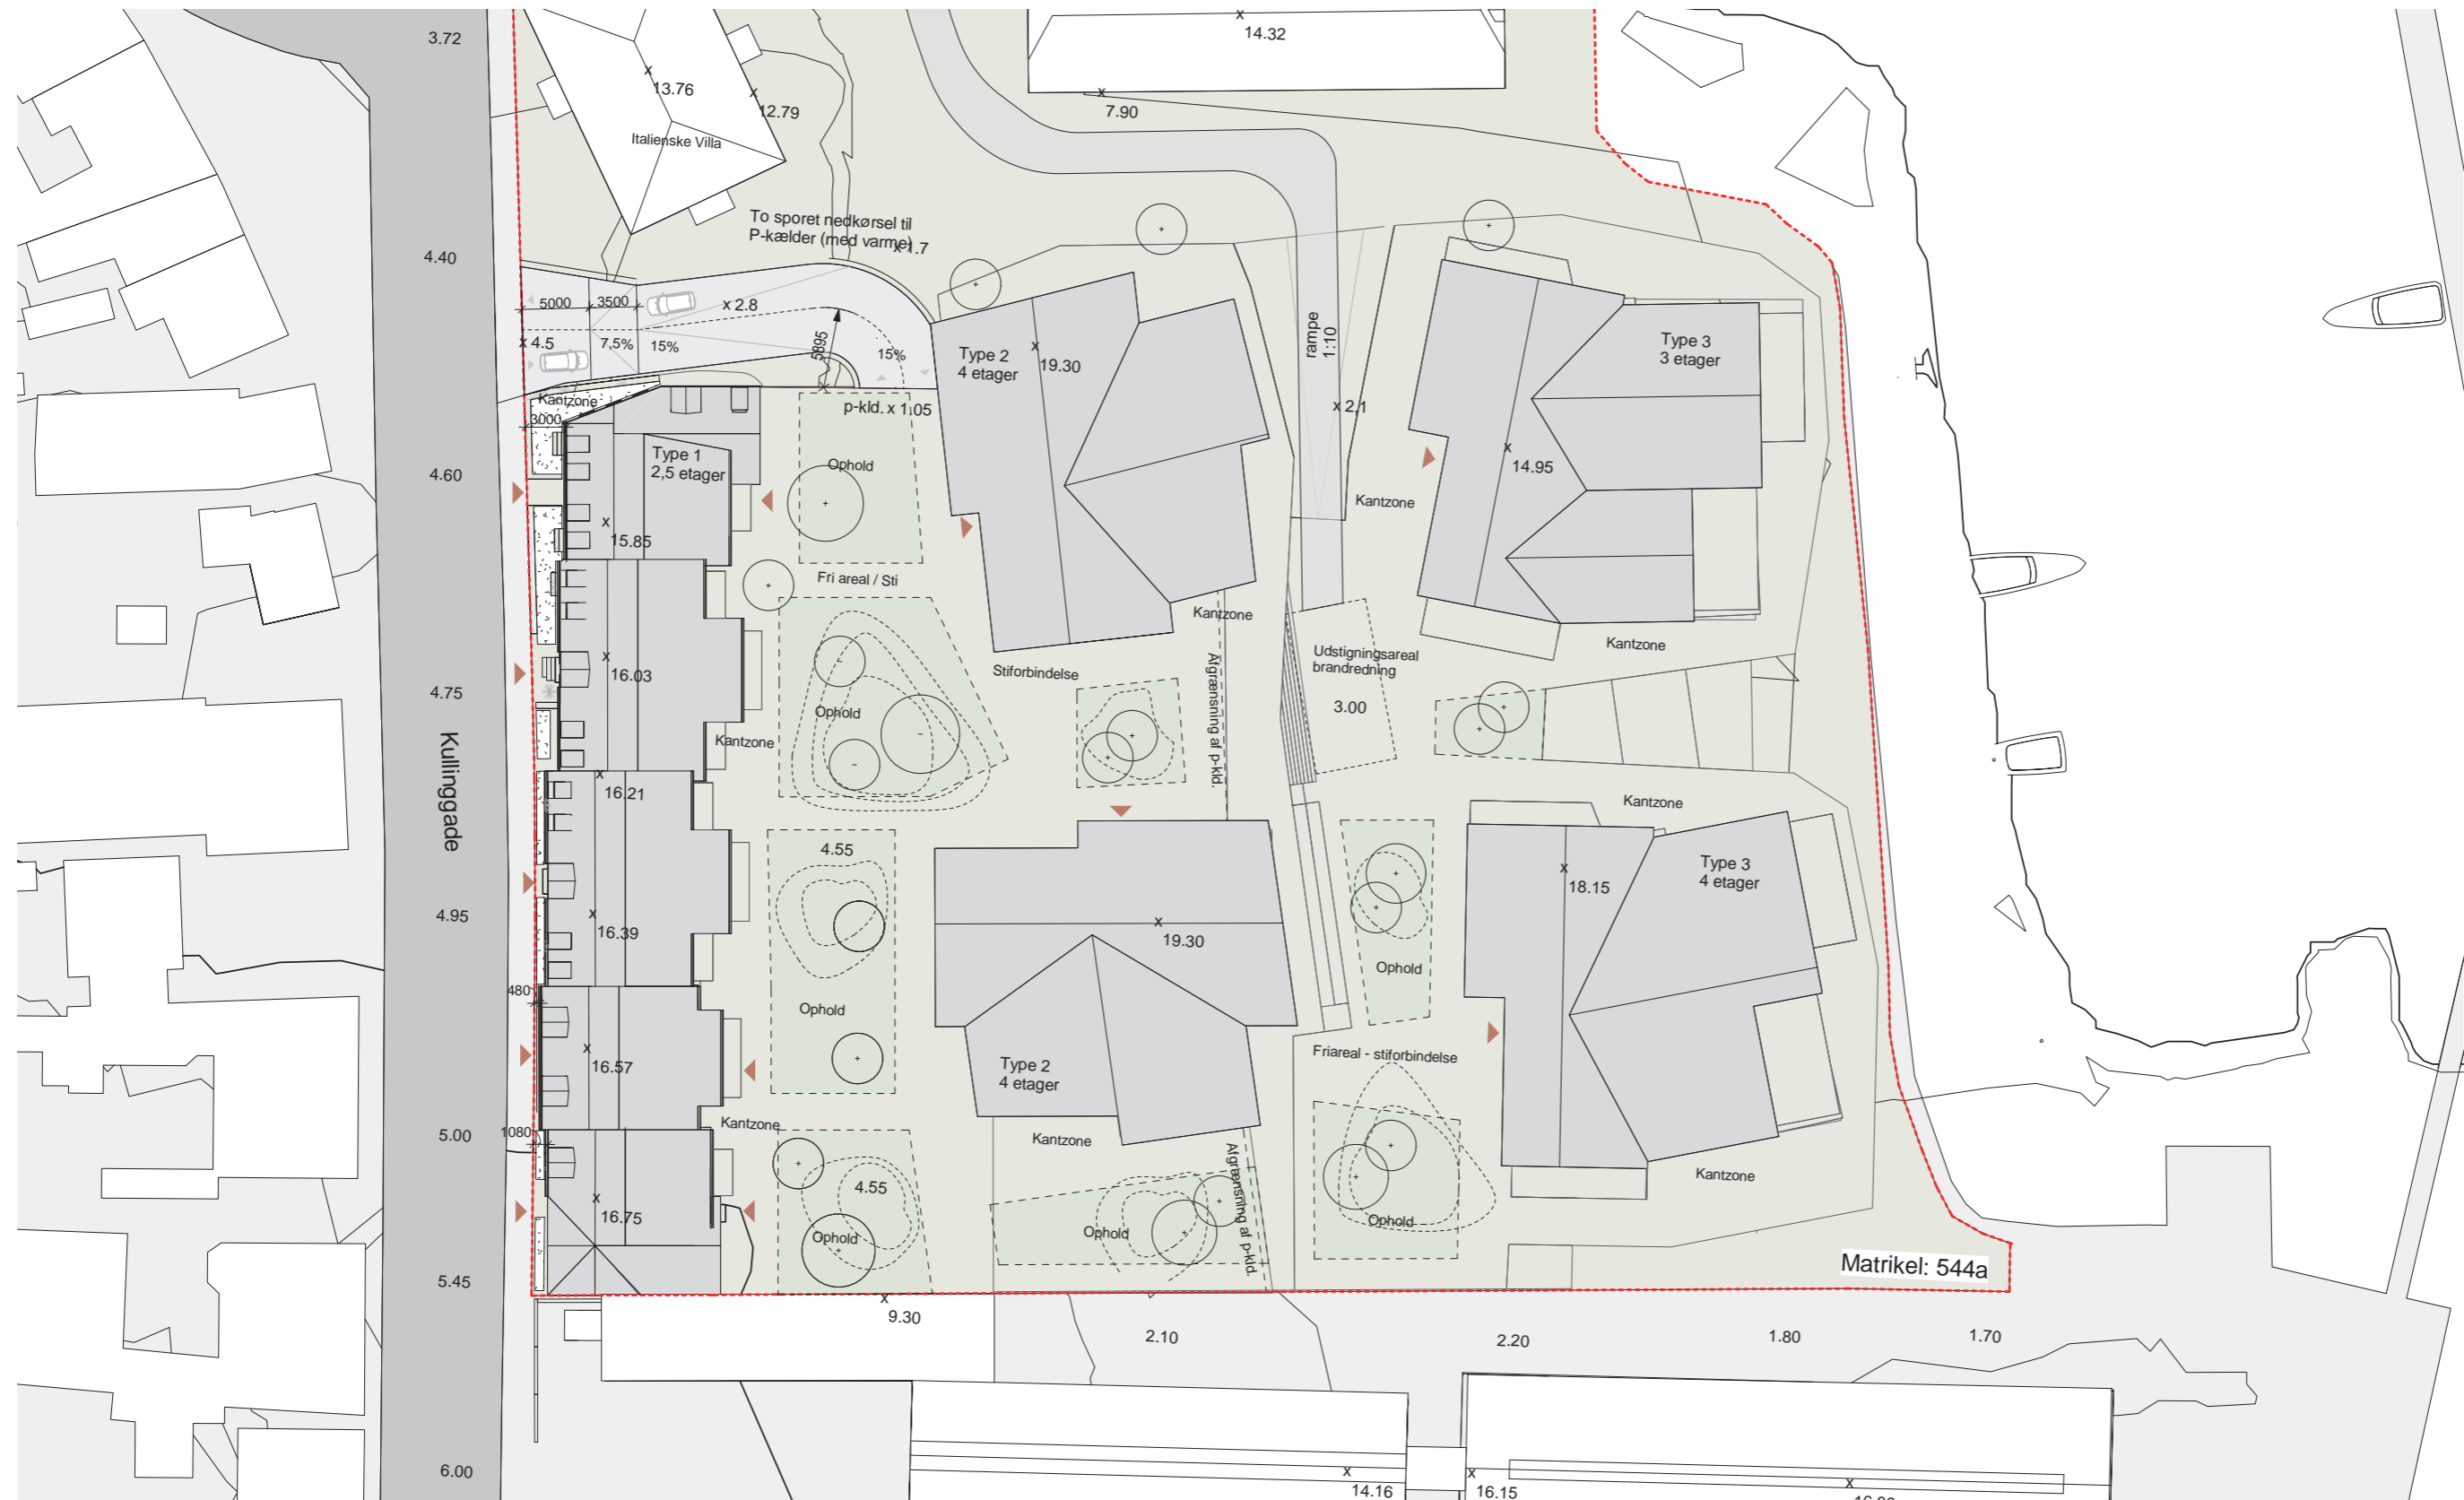 3.72
14.32
13.76
12.79
7.90
Italienske Villa
To sporet nedkørsel til
P-kælder (med varme)
x 1.7
4.40
5000
3500
x 2.8
x 4.5
7,5%
15%
5895
15%
rampe
1:10
Type 2
4 etager
19.30
Type 3
3 etager
Kantzone
3000
p-kld. x 1.05
x 2.1
4.60
Type 1
2,5 etager
Ophold
14.95
Kantzone
15.85
Fri areal / Sti
Kantzone
Udstigningsareal
brandredning
Kantzone
16.03
Stiforbindelse
4.75
Ophold
3.00
Afgrænsning af p-kld.
Kantzone
Kullinggade
16.21
Kantzone
4.55
Type 3
4 etager
18.15
4.95
16.39
19.30
Ophold
480
Ophold
16.57
Type 2
4 etager
Friareal - stiforbindelse
5.00
1080
Kantzone
Kantzone
Afgrænsning af p-kld.
Kantzone
4.55
16.75
Ophold
Ophold
Ophold
5.45
Matrikel: 544a
9.30
2.10
2.20
1.80
1.70
6.00
14.16
16.15